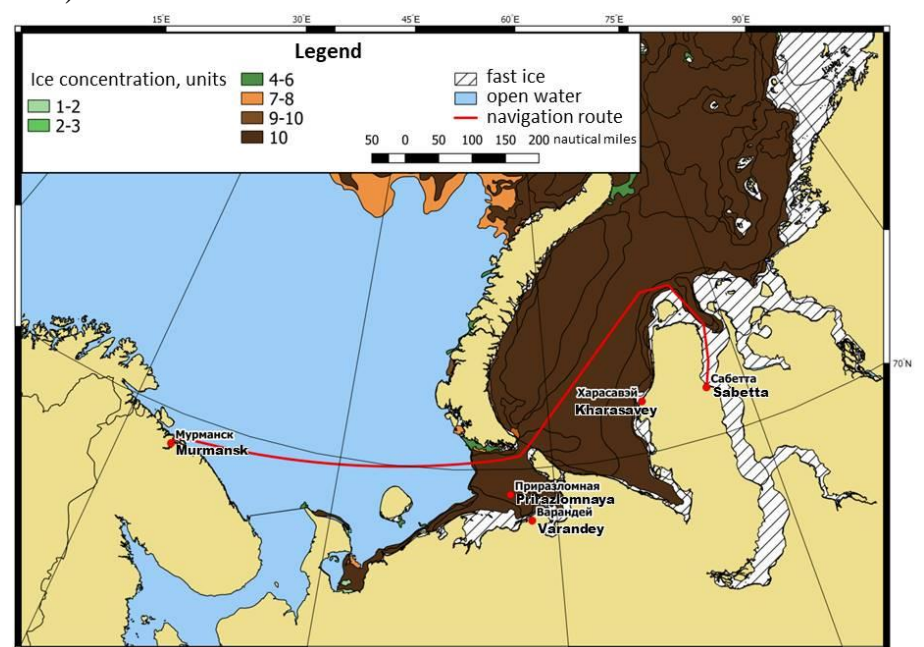 15°E 30°E 45°E 60°E 75°E 90°E
Legend
Ice concentration, units
1-2
2-3
4-6
7-8
9-10
10
fast ice
open water
navigation route
50 0 50 100 150 200 nautical miles
70°N
Сабетта
Sabetta
Харасавэй
Kharasavey
Мурманск
Murmansk
Приразломная
Prirazlomnaya
Варандей
Varandey